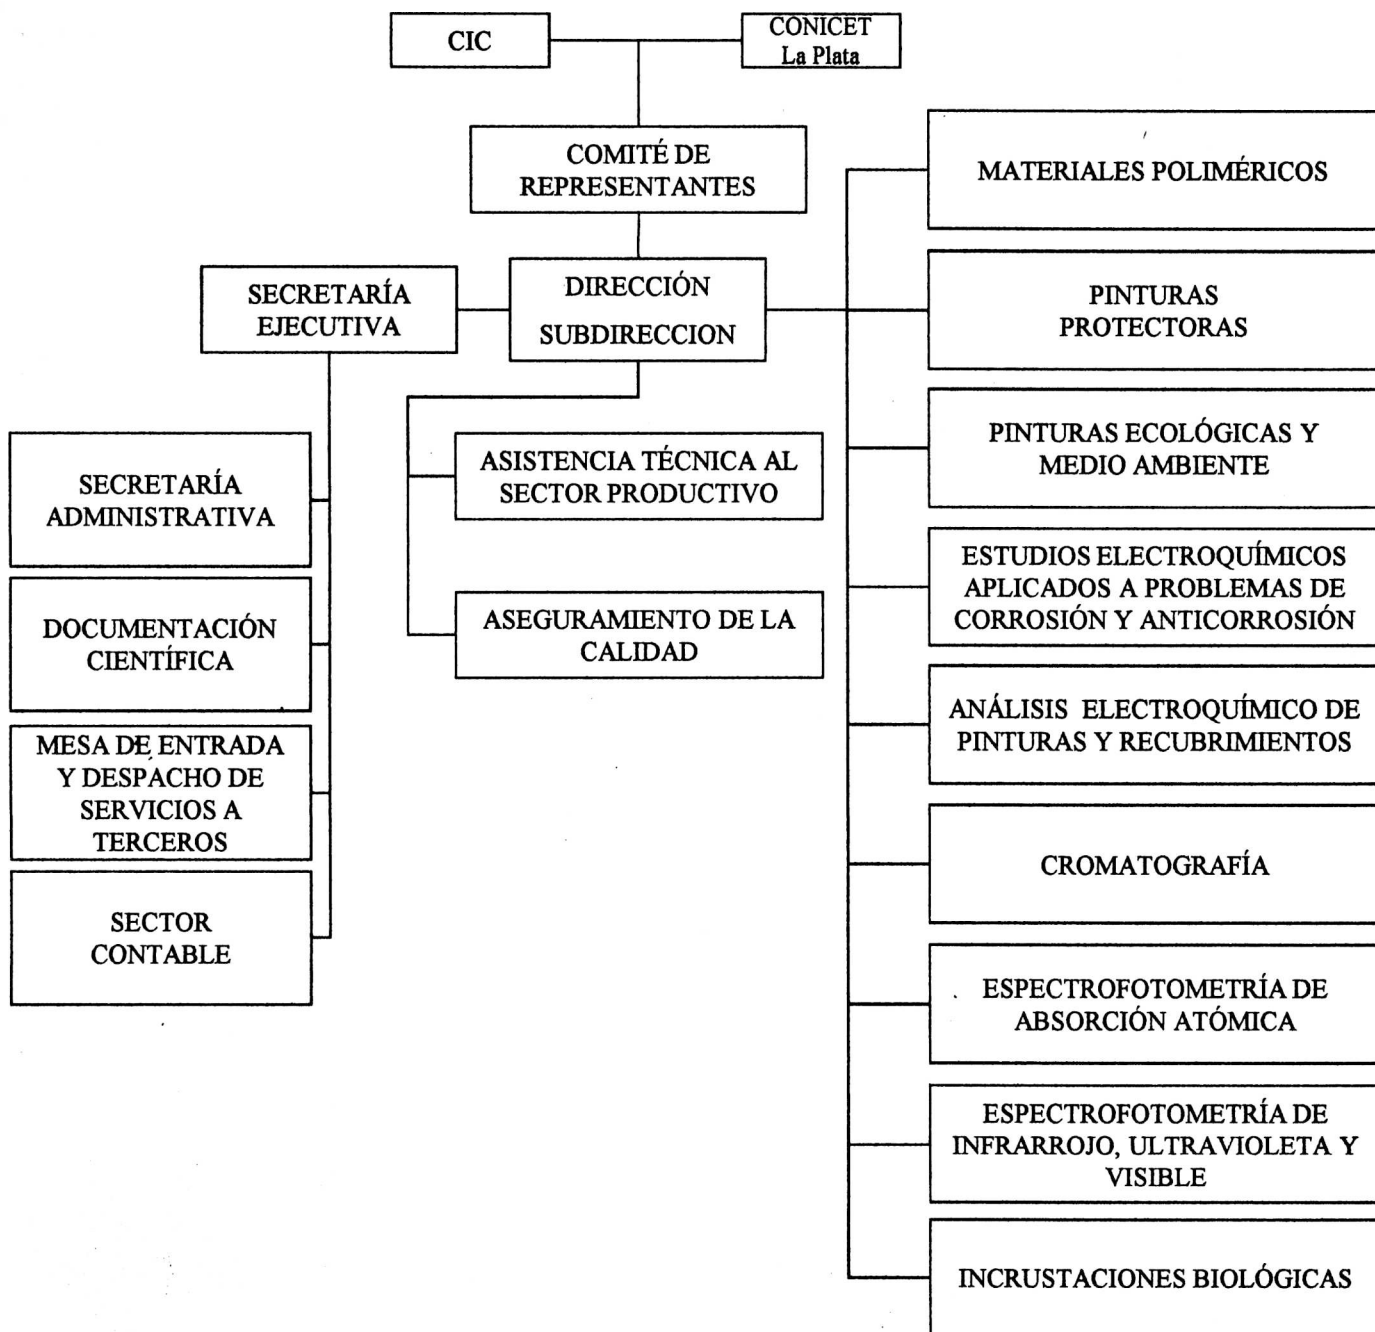 CIC
CONICET
La Plata
COMITÉ DE
REPRESENTANTES
SECRETARÍA
EJECUTIVA
DIRECCIÓN
SUBDIRECCION
SECRETARÍA
ADMINISTRATIVA
DOCUMENTACIÓN
CIENTÍFICA
MESA DE ENTRADA
Y DESPACHO DE
SERVICIOS A
TERCEROS
SECTOR
CONTABLE
ASISTENCIA TÉCNICA AL
SECTOR PRODUCTIVO
ASEGURAMIENTO DE LA
CALIDAD
MATERIALES POLIMÉRICOS
PINTURAS
PROTECTORAS
PINTURAS ECOLÓGICAS Y
MEDIO AMBIENTE
ESTUDIOS ELECTROQUÍMICOS
APLICADOS A PROBLEMAS DE
CORROSIÓN Y ANTICORROSIÓN
ANÁLISIS ELECTROQUÍMICO DE
PINTURAS Y RECUBRIMIENTOS
CROMATOGRAFÍA
ESPECTROFOTOMETRÍA DE
ABSORCIÓN ATÓMICA
ESPECTROFOTOMETRÍA DE
INFRARROJO, ULTRAVIOLETA Y
VISIBLE
INCRUSTACIONES BIOLÓGICAS